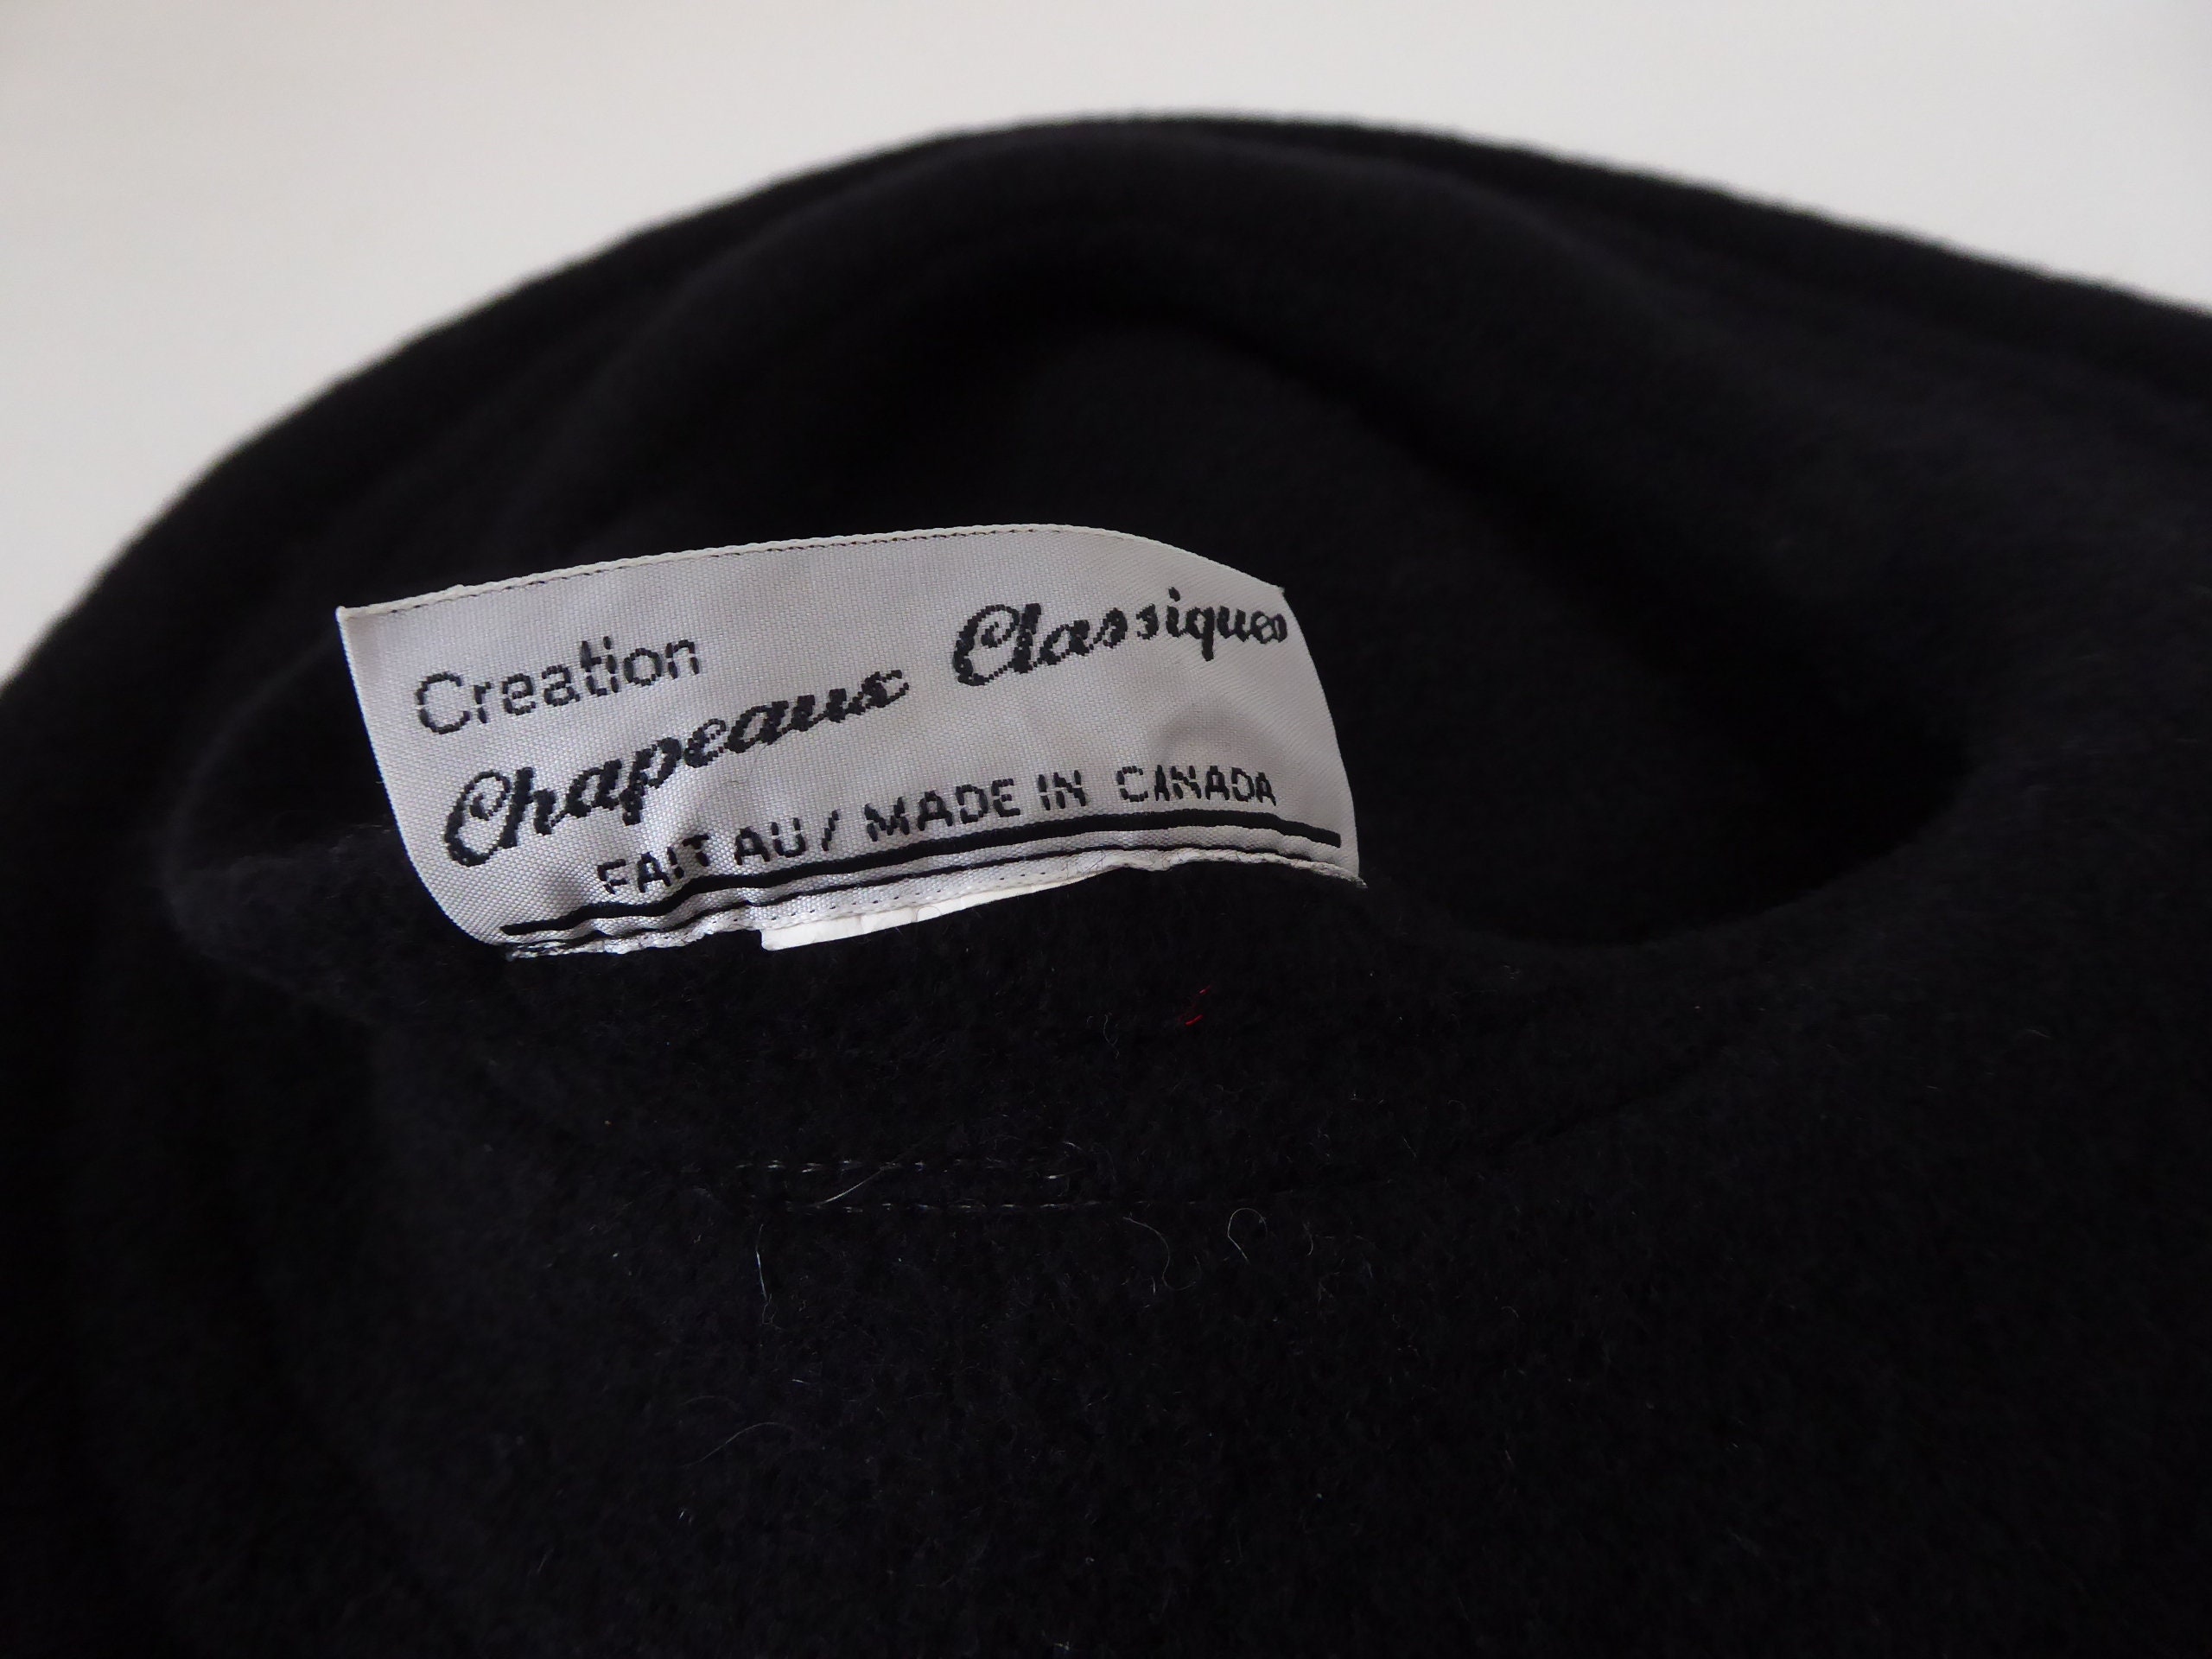 Creation
Chapeaux Classiques
FAIT AU / MADE IN CANADA